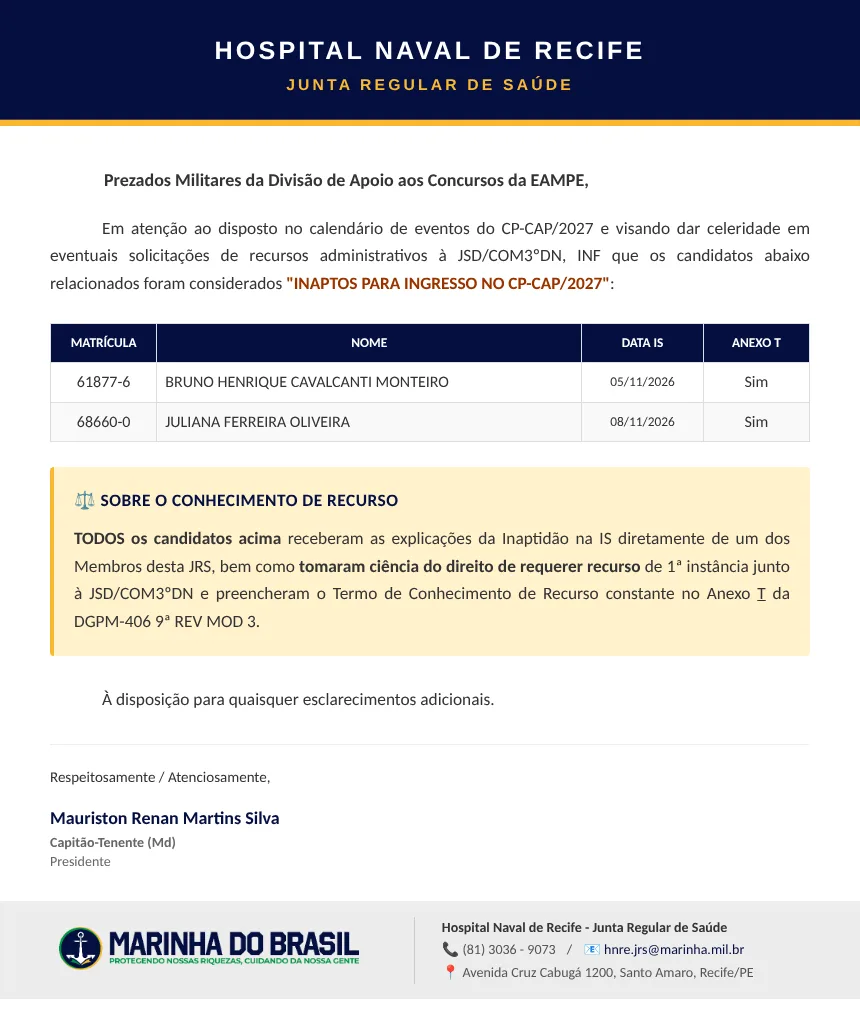 HOSPITAL NAVAL DE RECIFE
JUNTA REGULAR DE SAÚDE
Prezados Militares da Divisão de Apoio aos Concursos da EAMPE,
Em atenção ao disposto no calendário de eventos do CP-CAP/2027 e visando dar celeridade em
eventuais solicitações de recursos administrativos à JSD/COM3ºDN, INF que os candidatos abaixo
relacionados foram considerados "INAPTOS PARA INGRESSO NO CP-CAP/2027":
MATRÍCULA NOME DATA IS ANEXO T
61877-6 BRUNO HENRIQUE CAVALCANTI MONTEIRO 05/11/2026 Sim
68660-0 JULIANA FERREIRA OLIVEIRA 08/11/2026 Sim
⚖️ SOBRE O CONHECIMENTO DE RECURSO
TODOS os candidatos acima receberam as explicações da Inaptidão na IS diretamente de um dos
Membros desta JRS, bem como tomaram ciência do direito de requerer recurso de 1ª instância junto
à JSD/COM3ºDN e preencheram o Termo de Conhecimento de Recurso constante no Anexo T da
DGPM-406 9ª REV MOD 3.
À disposição para quaisquer esclarecimentos adicionais.
Respeitosamente / Atenciosamente,
Mauriston Renan Martins Silva
Capitão-Tenente (Md)
Presidente
MARINHA DO BRASIL
PROTEGENDO NOSSAS RIQUEZAS, CUIDANDO DA NOSSA GENTE
Hospital Naval de Recife - Junta Regular de Saúde
📞 (81) 3036 - 9073 / 📧 hnre.jrs@marinha.mil.br
📍 Avenida Cruz Cabugá 1200, Santo Amaro, Recife/PE